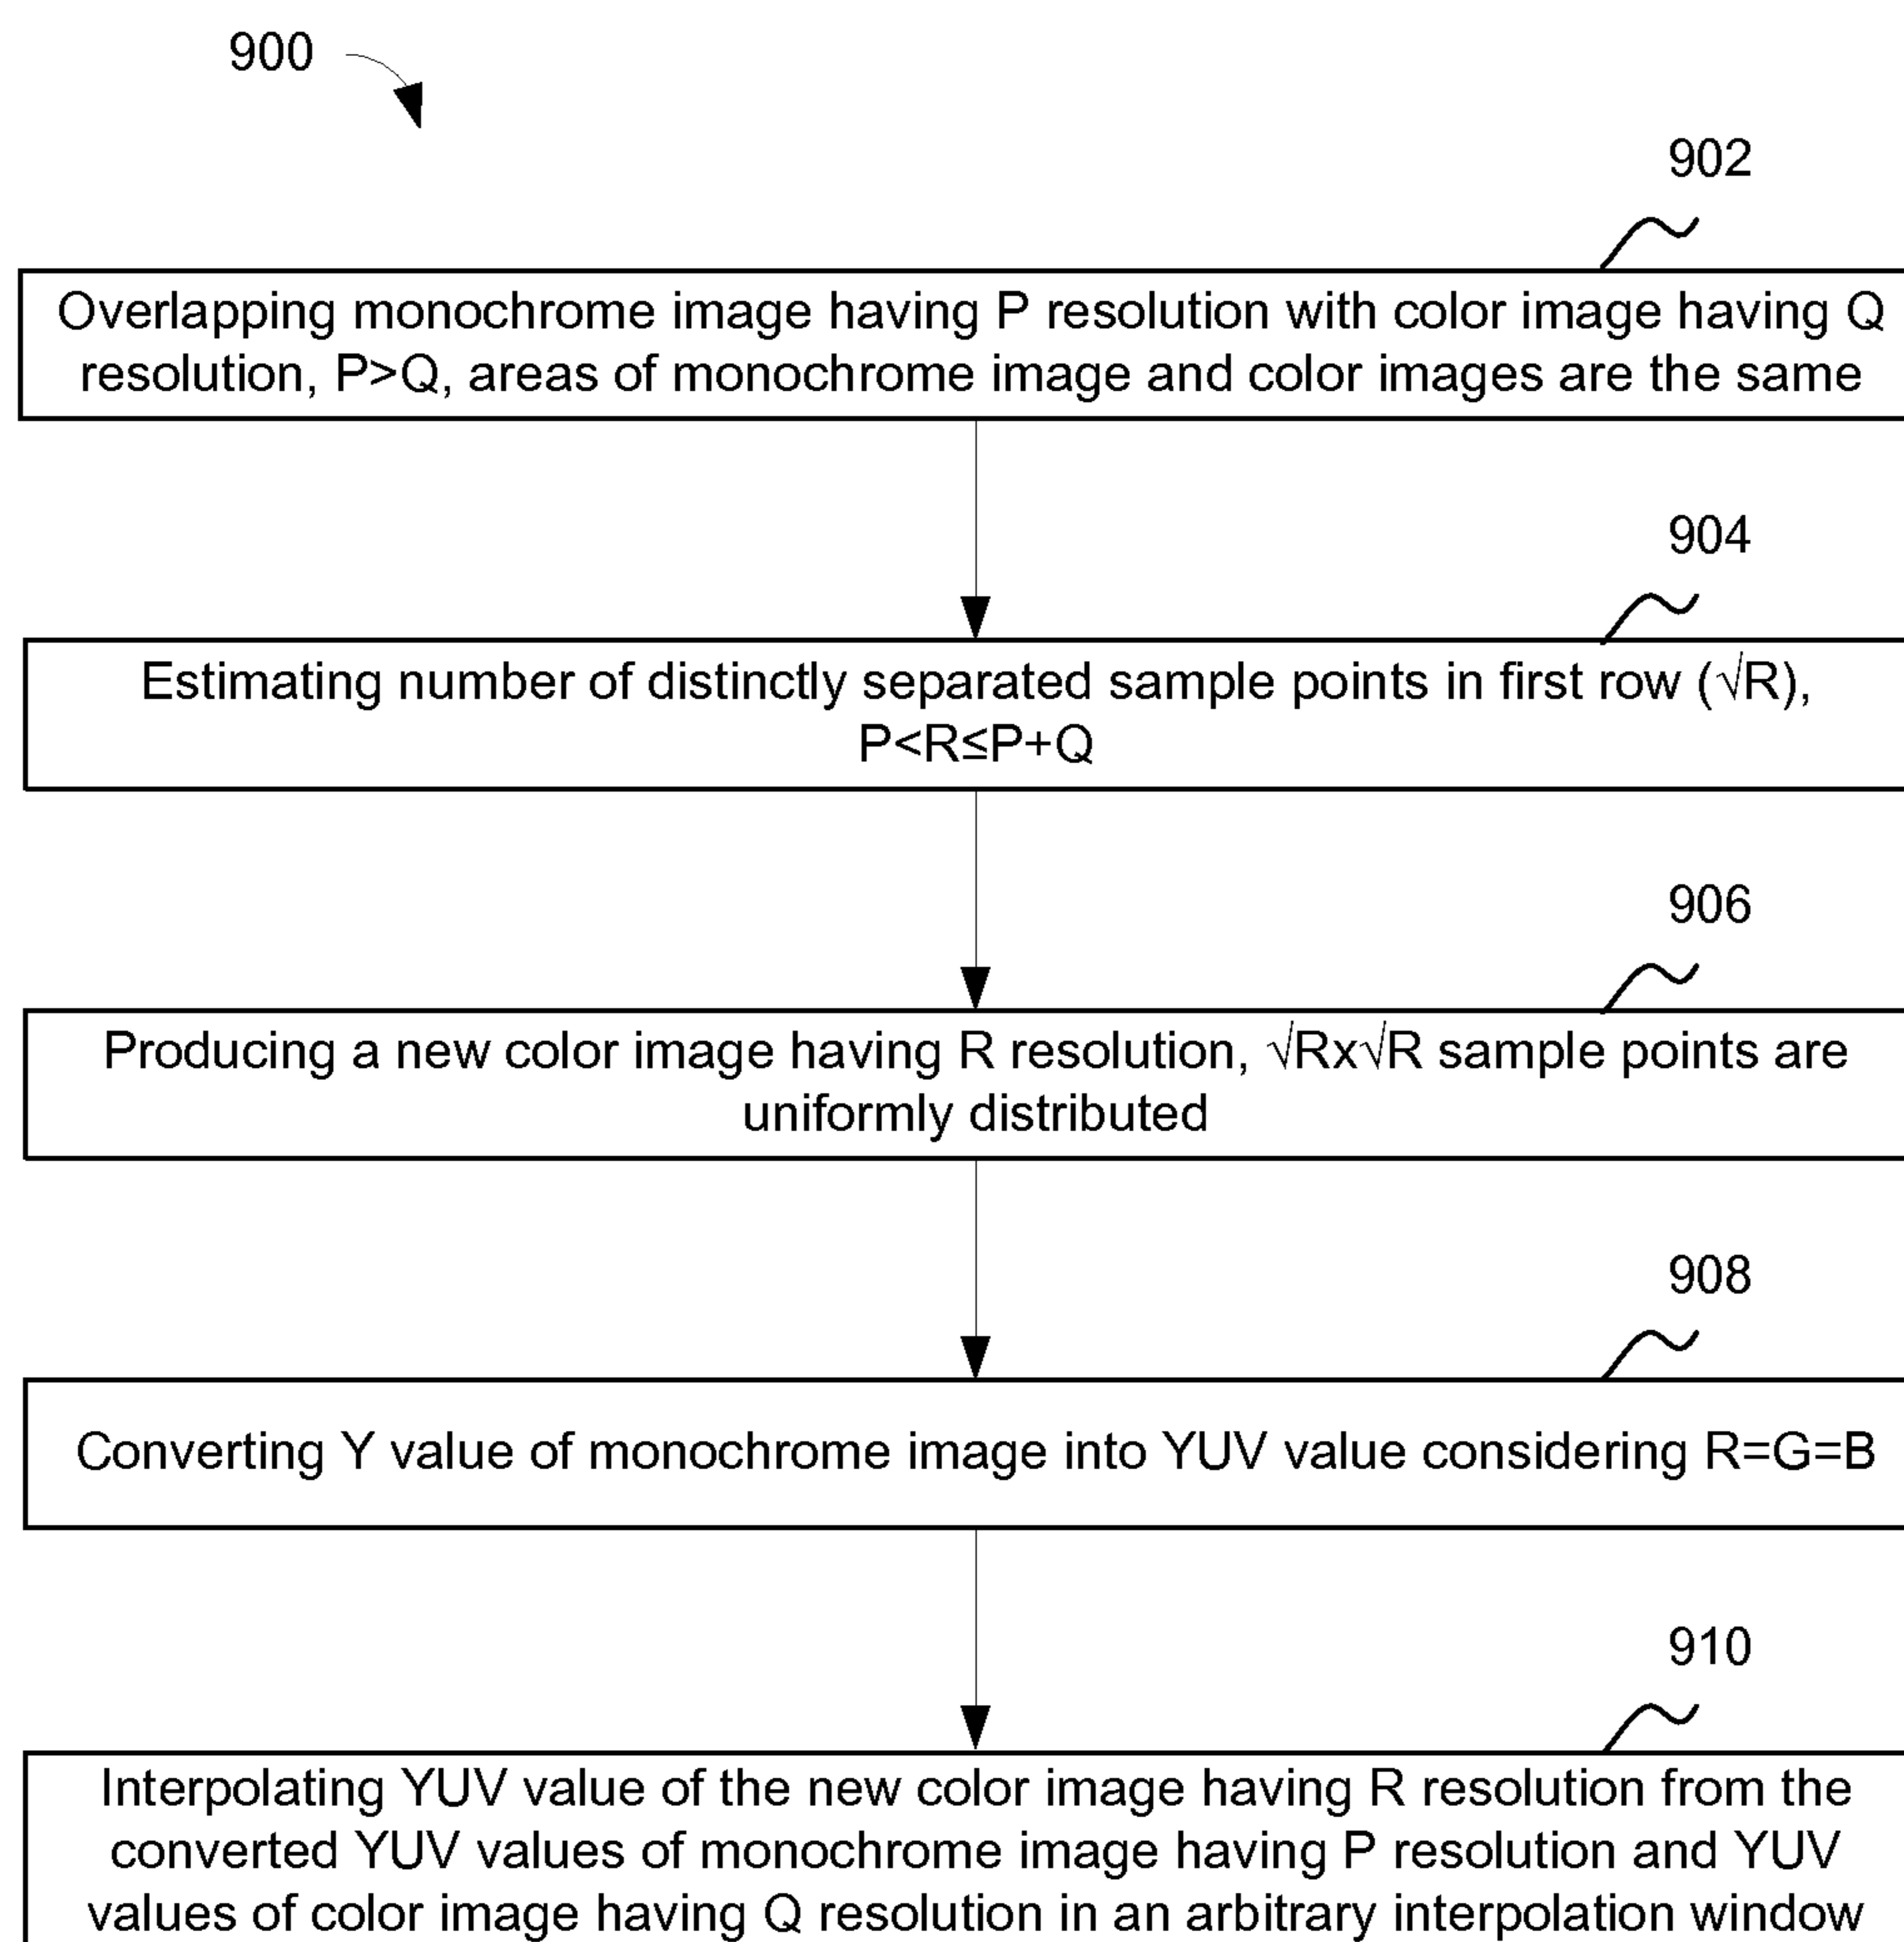 900
902
Overlapping monochrome image having P resolution with color image having Q
resolution, P>Q, areas of monochrome image and color images are the same
904
Estimating number of distinctly separated sample points in first row (√R),
P<R≤P+Q
906
Producing a new color image having R resolution, √Rx√R sample points are
uniformly distributed
908
Converting Y value of monochrome image into YUV value considering R=G=B
910
Interpolating YUV value of the new color image having R resolution from the
converted YUV values of monochrome image having P resolution and YUV
values of color image having Q resolution in an arbitrary interpolation window